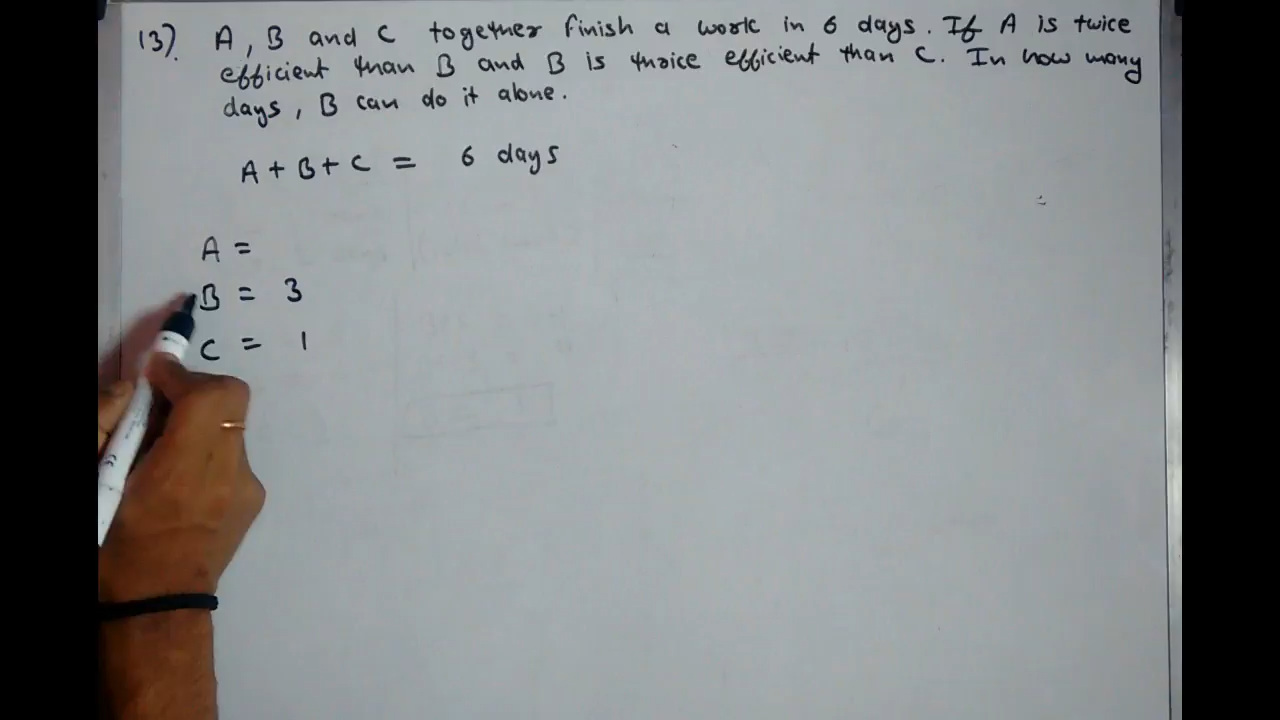 13). A, B and C together finish a work in 6 days. If A is twice
efficient than B and B is thrice efficient than C. In how many
days, B can do it alone.
A + B + C = 6 days
A =
B = 3
C = 1